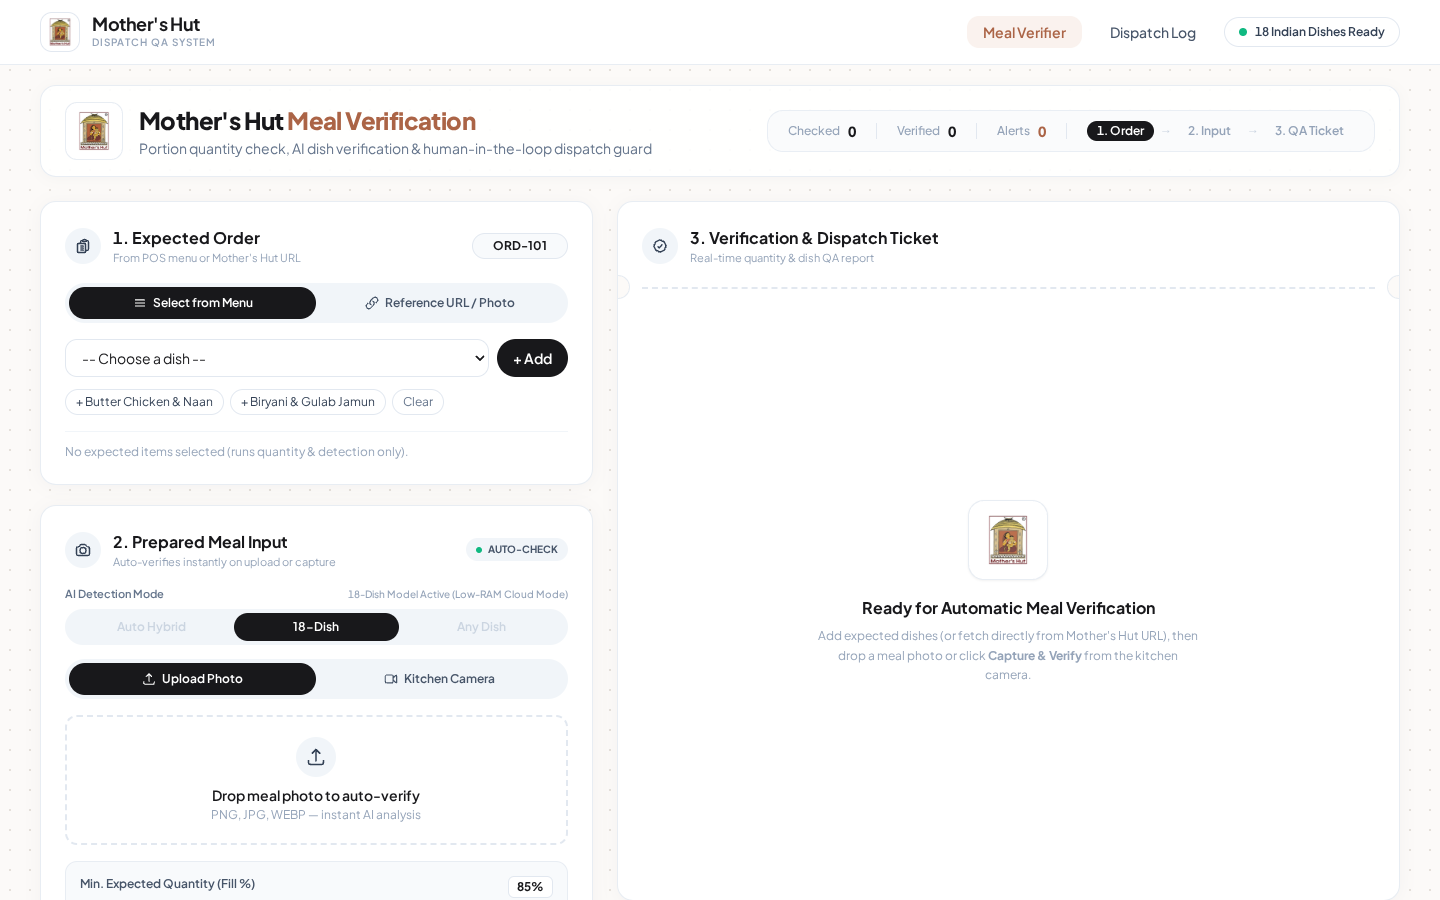 Mother's Hut
DISPATCH QA SYSTEM
Meal Verifier
Dispatch Log
18 Indian Dishes Ready
Mother's Hut Meal Verification
Portion quantity check, AI dish verification & human-in-the-loop dispatch guard
Checked 0
Verified 0
Alerts 0
1. Order → 2. Input → 3. QA Ticket
1. Expected Order
From POS menu or Mother's Hut URL
ORD-101
Select from Menu
Reference URL / Photo
-- Choose a dish --
+ Add
+ Butter Chicken & Naan
+ Biryani & Gulab Jamun
Clear
No expected items selected (runs quantity & detection only).
2. Prepared Meal Input
Auto-verifies instantly on upload or capture
AUTO-CHECK
AI Detection Mode
18-Dish Model Active (Low-RAM Cloud Mode)
Auto Hybrid
18-Dish
Any Dish
Upload Photo
Kitchen Camera
Drop meal photo to auto-verify
PNG, JPG, WEBP — instant AI analysis
Min. Expected Quantity (Fill %)
85%
3. Verification & Dispatch Ticket
Real-time quantity & dish QA report
Mother's Hut
Ready for Automatic Meal Verification
Add expected dishes (or fetch directly from Mother's Hut URL), then
drop a meal photo or click Capture & Verify from the kitchen
camera.